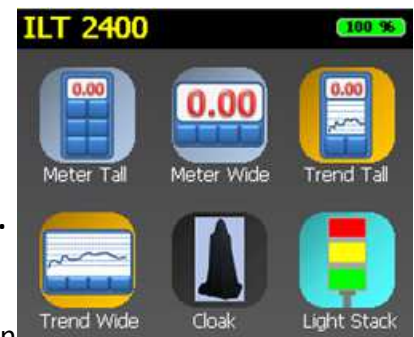 ILT 2400 100 %
0.00 0.00 0.00
Meter Tall Meter Wide Trend Tall
.
n Trend Wide Cloak Light Stack